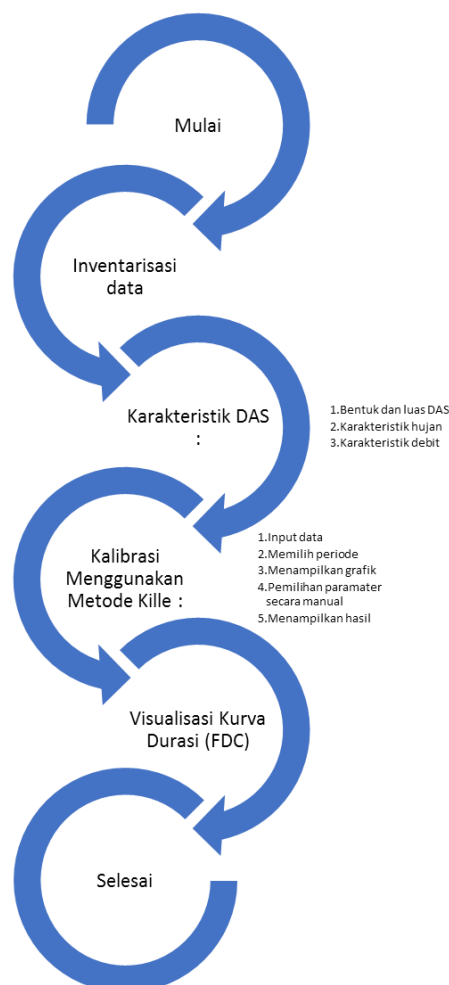 Mulai
Inventarisasi
data
Karakteristik DAS
:
1.Bentuk dan luas DAS
2.Karakteristik hujan
3.Karakteristik debit
Kalibrasi
Menggunakan
Metode Kille :
1.Input data
2.Memilih periode
3.Menampilkan grafik
4.Pemilihan paramater
secara manual
5.Menampilkan hasil
Visualisasi Kurva
Durasi (FDC)
Selesai